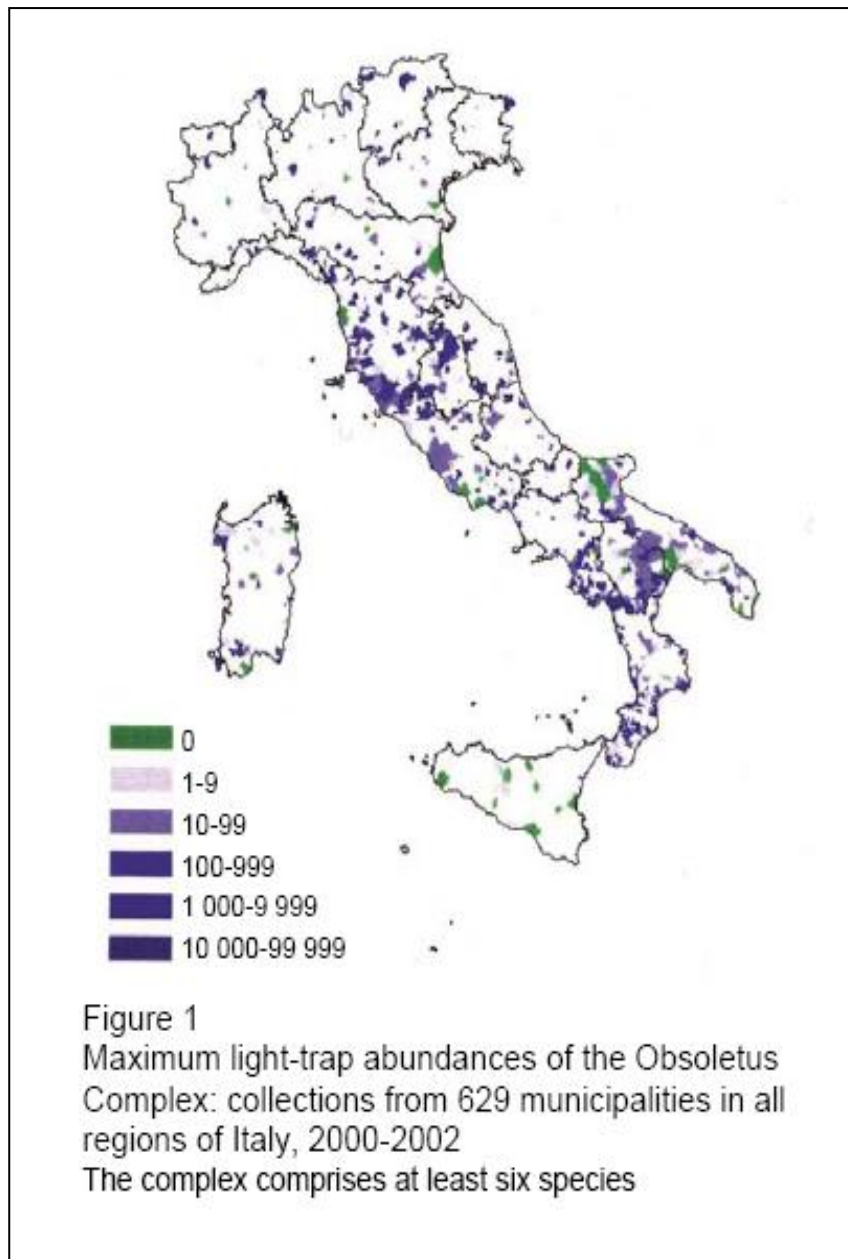 0
1-9
10-99
100-999
1 000-9 999
10 000-99 999
Figure 1
Maximum light-trap abundances of the Obsoletus
Complex: collections from 629 municipalities in all
regions of Italy, 2000-2002
The complex comprises at least six species